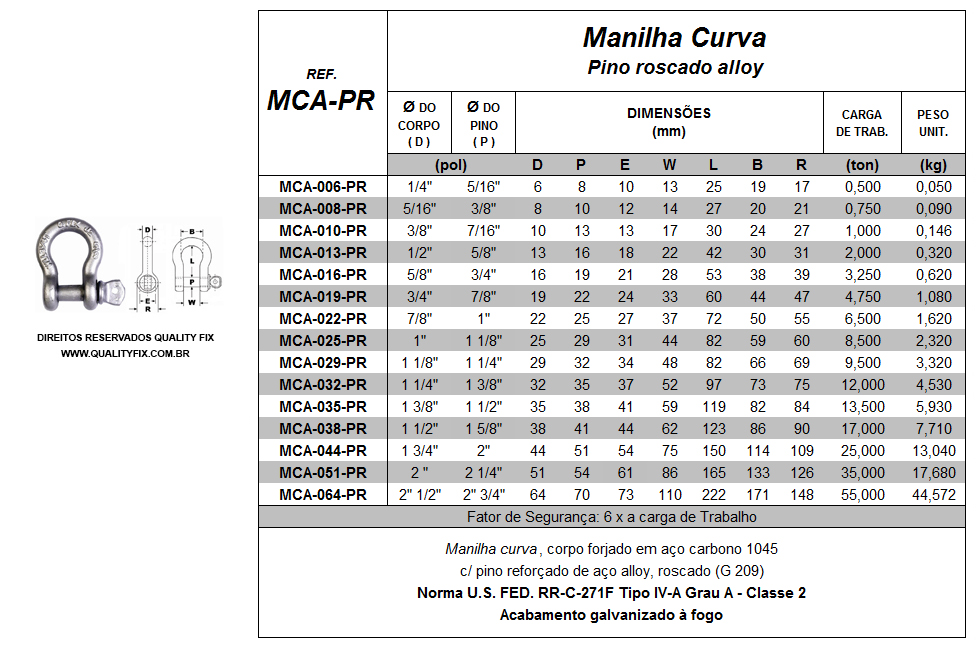 Manilha Curva
Pino roscado alloy
REF.
MCA-PR
Ø DO CORPO ( D )
Ø DO PINO ( P )
DIMENSÕES (mm)
CARGA DE TRAB.
PESO UNIT.
(pol) D P E W L B R (ton) (kg)
MCA-006-PR 1/4" 5/16" 6 8 10 13 25 19 17 0,500 0,050
MCA-008-PR 5/16" 3/8" 8 10 12 14 27 20 21 0,750 0,090
MCA-010-PR 3/8" 7/16" 10 13 13 17 30 24 27 1,000 0,146
MCA-013-PR 1/2" 5/8" 13 16 18 22 42 30 31 2,000 0,320
MCA-016-PR 5/8" 3/4" 16 19 21 28 53 38 39 3,250 0,620
MCA-019-PR 3/4" 7/8" 19 22 24 33 60 44 47 4,750 1,080
MCA-022-PR 7/8" 1" 22 25 27 37 72 50 55 6,500 1,620
MCA-025-PR 1" 1 1/8" 25 29 31 44 82 59 60 8,500 2,320
MCA-029-PR 1 1/8" 1 1/4" 29 32 34 48 82 66 69 9,500 3,320
MCA-032-PR 1 1/4" 1 3/8" 32 35 37 52 97 73 75 12,000 4,530
MCA-035-PR 1 3/8" 1 1/2" 35 38 41 59 119 82 84 13,500 5,930
MCA-038-PR 1 1/2" 1 5/8" 38 41 44 62 123 86 90 17,000 7,710
MCA-044-PR 1 3/4" 2" 44 51 54 75 150 114 109 25,000 13,040
MCA-051-PR 2 " 2 1/4" 51 54 61 86 165 133 126 35,000 17,680
MCA-064-PR 2" 1/2" 2" 3/4" 64 70 73 110 222 171 148 55,000 44,572
Fator de Segurança: 6 x a carga de Trabalho
Manilha curva, corpo forjado em aço carbono 1045
c/ pino reforçado de aço alloy, roscado (G 209)
Norma U.S. FED. RR-C-271F Tipo IV-A Grau A - Classe 2
Acabamento galvanizado à fogo
D
B
L
P
E
W
R
DIREITOS RESERVADOS QUALITY FIX
WWW.QUALITYFIX.COM.BR